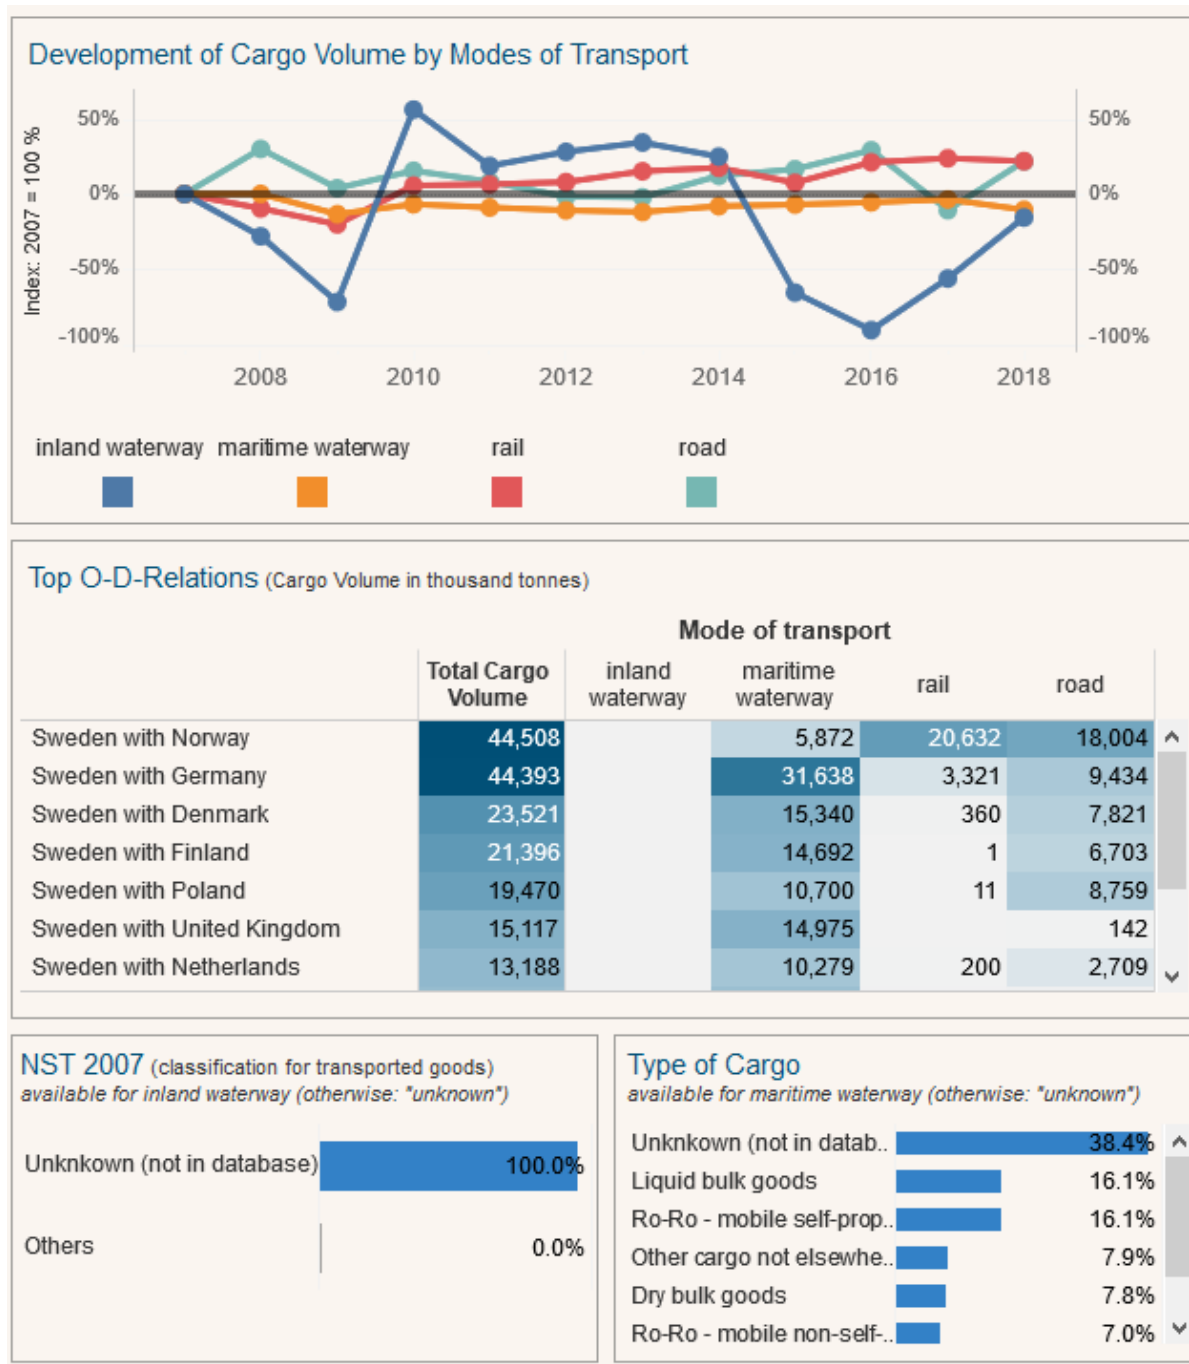 Development of Cargo Volume by Modes of Transport
Index: 2007 = 100 %
50%
0%
-50%
-100%
50%
0%
-50%
-100%
2008 2010 2012 2014 2016 2018
inland waterway maritime waterway rail road
Top O-D-Relations (Cargo Volume in thousand tonnes)
Mode of transport
Total Cargo Volume inland waterway maritime waterway rail road
Sweden with Norway 44,508 5,872 20,632 18,004
Sweden with Germany 44,393 31,638 3,321 9,434
Sweden with Denmark 23,521 15,340 360 7,821
Sweden with Finland 21,396 14,692 1 6,703
Sweden with Poland 19,470 10,700 11 8,759
Sweden with United Kingdom 15,117 14,975 142
Sweden with Netherlands 13,188 10,279 200 2,709
NST 2007 (classification for transported goods)
available for inland waterway (otherwise: "unknown")
Unknkown (not in database) 100.0%
Others 0.0%
Type of Cargo
available for maritime waterway (otherwise: "unknown")
Unknkown (not in datab.. 38.4%
Liquid bulk goods 16.1%
Ro-Ro - mobile self-prop.. 16.1%
Other cargo not elsewhe.. 7.9%
Dry bulk goods 7.8%
Ro-Ro - mobile non-self-.. 7.0%